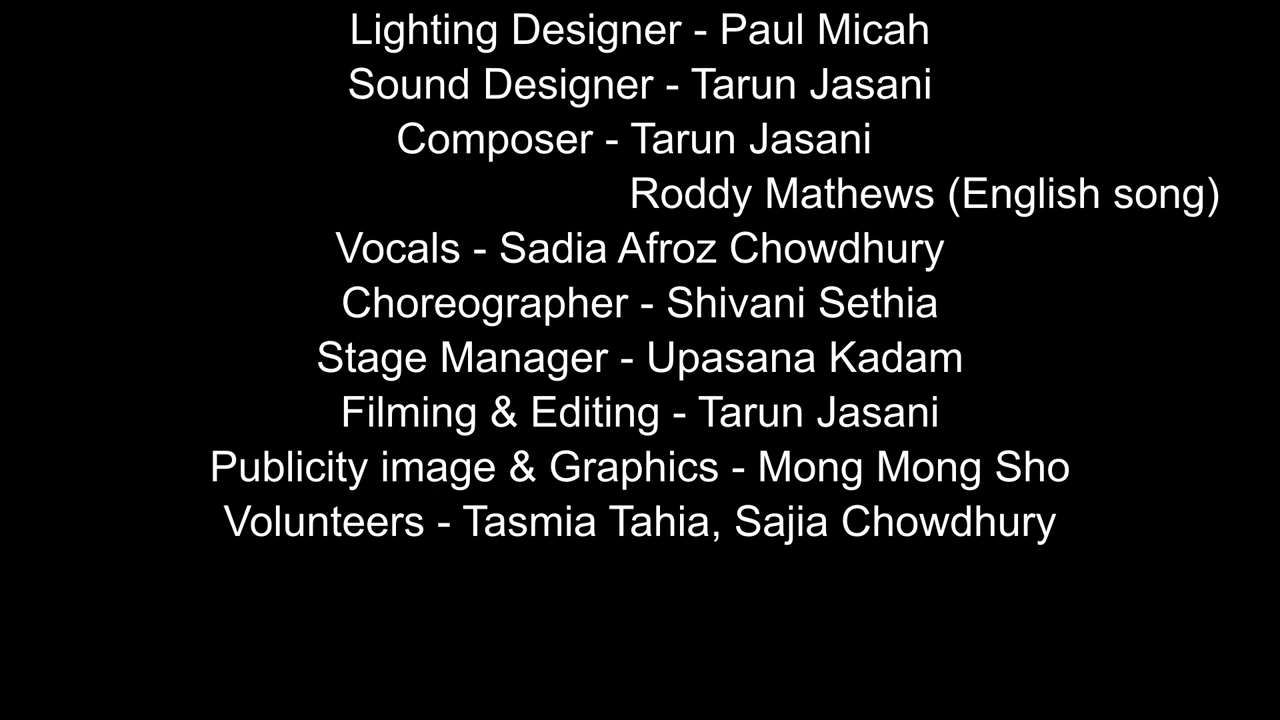 Lighting Designer - Paul Micah
Sound Designer - Tarun Jasani
Composer - Tarun Jasani
Roddy Mathews (English song)
Vocals - Sadia Afroz Chowdhury
Choreographer - Shivani Sethia
Stage Manager - Upasana Kadam
Filming & Editing - Tarun Jasani
Publicity image & Graphics - Mong Mong Sho
Volunteers - Tasmia Tahia, Sajia Chowdhury